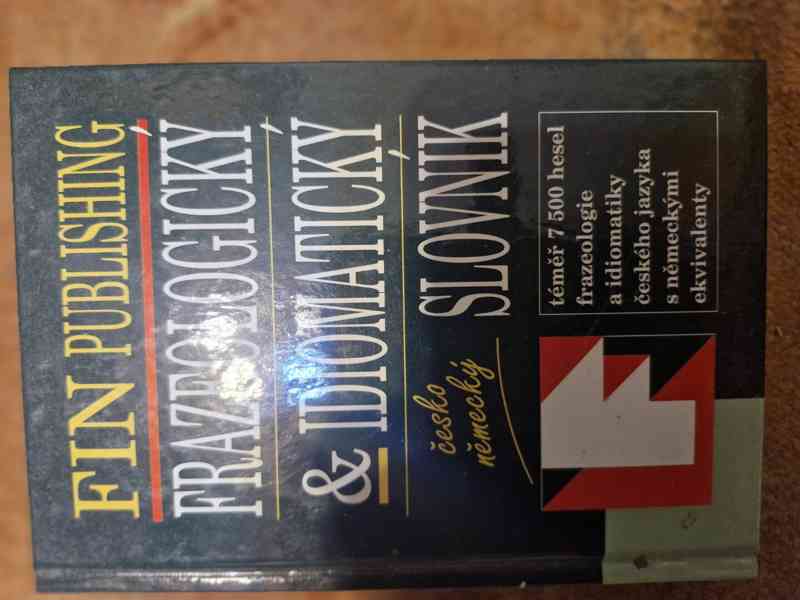 FIN PUBLISHING
FRAZEOLOGICKÝ
& IDIOMATICKÝ
česko
německý
SLOVNÍK
téměř 7 500 hesel
frazeologie
a idiomatiky
českého jazyka
s německými
ekvivalenty